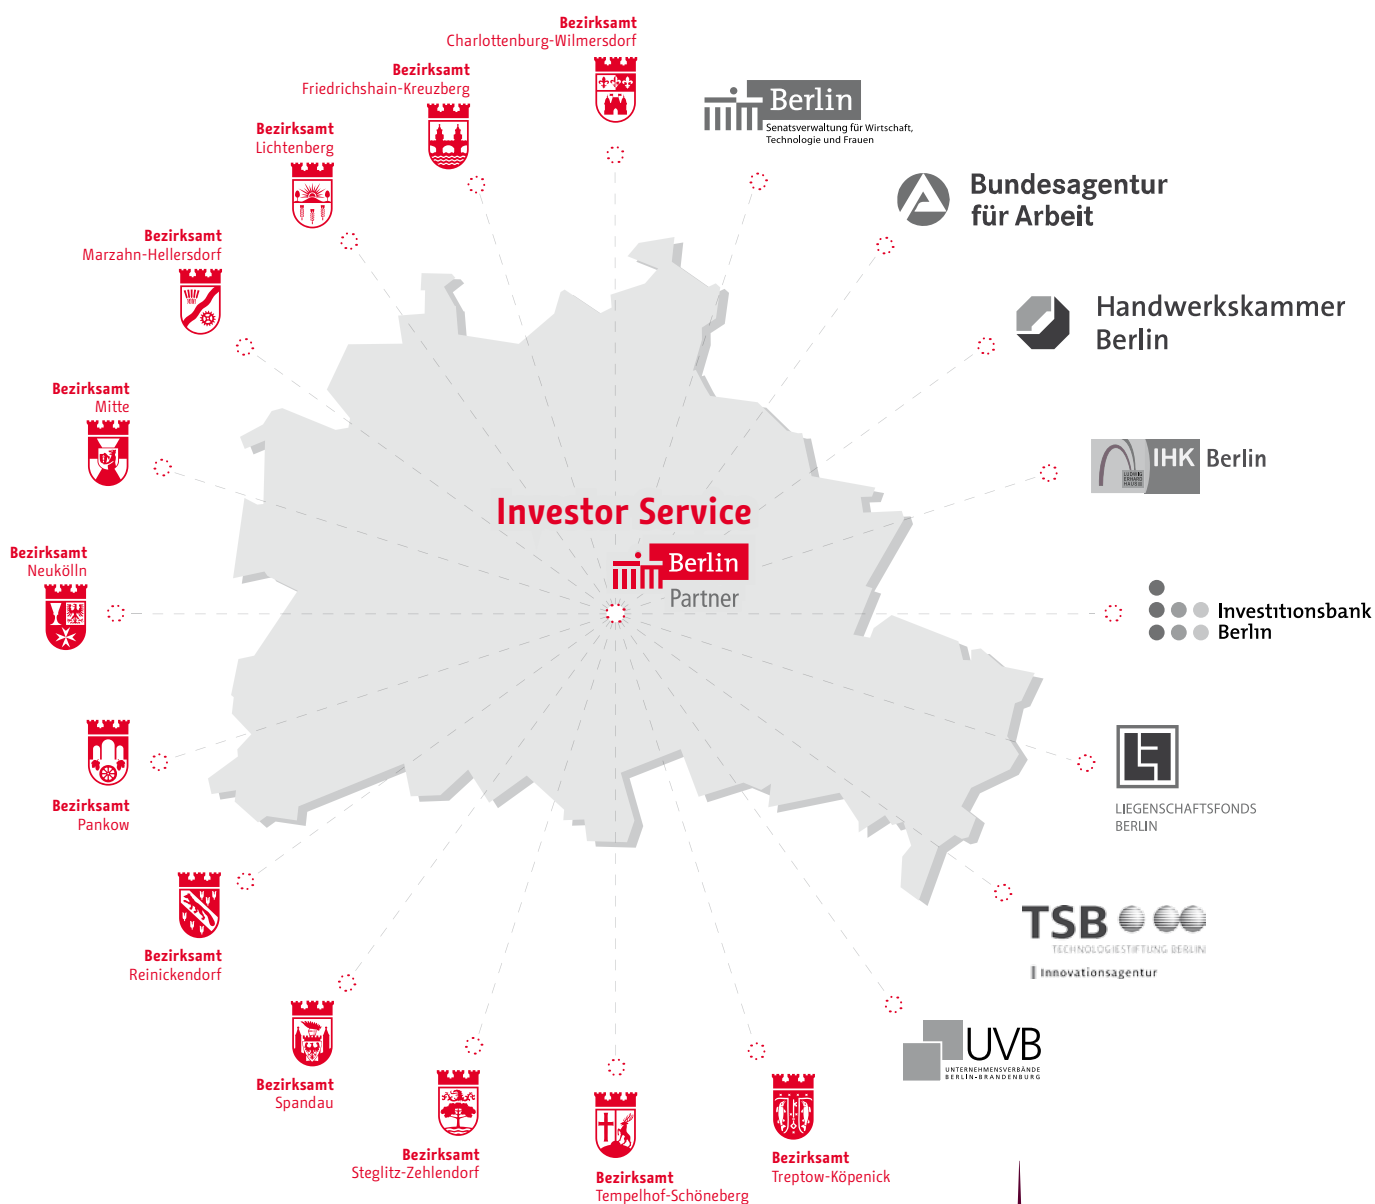 Bezirksamt
Charlottenburg-Wilmersdorf
Bezirksamt
Friedrichshain-Kreuzberg
Bezirksamt
Lichtenberg
Bezirksamt
Marzahn-Hellersdorf
Bezirksamt
Mitte
Bezirksamt
Neukölln
Bezirksamt
Pankow
Bezirksamt
Reinickendorf
Bezirksamt
Spandau
Bezirksamt
Steglitz-Zehlendorf
Bezirksamt
Tempelhof-Schöneberg
Bezirksamt
Treptow-Köpenick
Berlin
Senatsverwaltung für Wirtschaft,
Technologie und Frauen
Bundesagentur
für Arbeit
Handwerkskammer
Berlin
LUDWIG
ERHARD
HAUS
IHK Berlin
Investitionsbank
Berlin
LIEGENSCHAFTSFONDS
BERLIN
TSB
TECHNOLOGIESTIFTUNG BERLIN
Innovationsagentur
UVB
UNTERNEHMENSVERBÄNDE
BERLIN-BRANDENBURG
Investor Service
Berlin
Partner